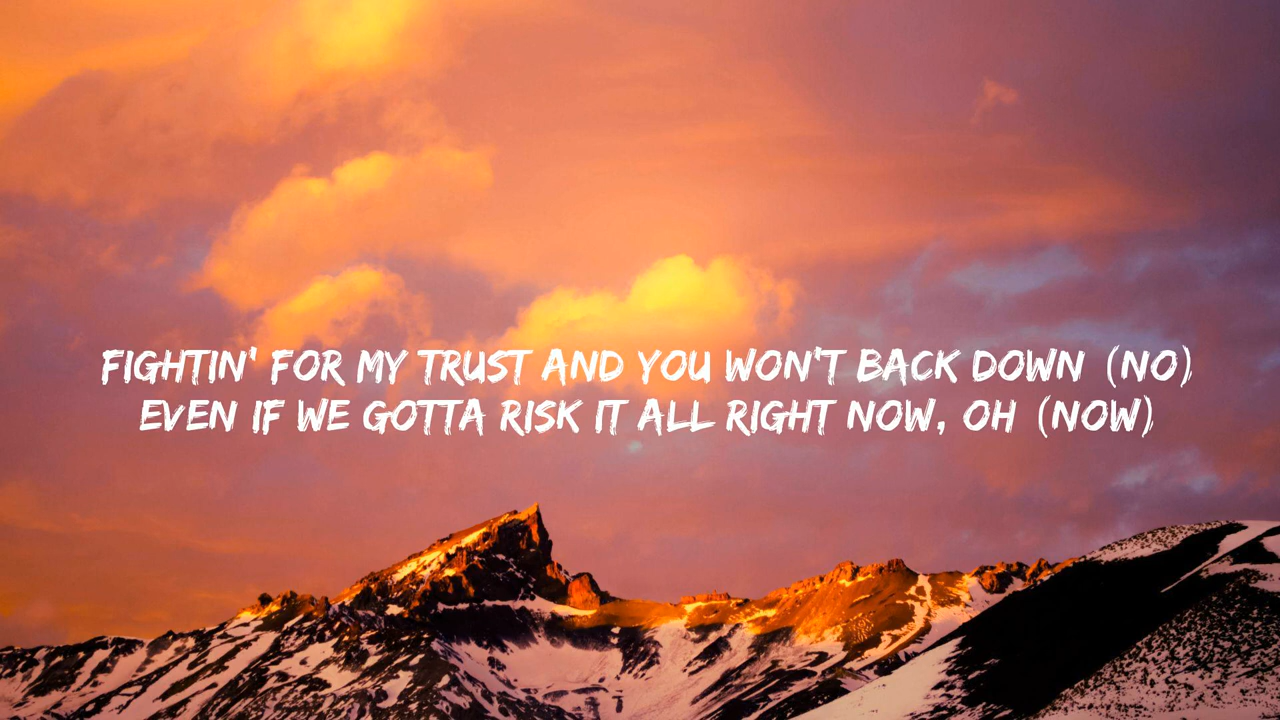 FIGHTIN' FOR MY TRUST AND YOU WON'T BACK DOWN (NO)
EVEN IF WE GOTTA RISK IT ALL RIGHT NOW, OH (NOW)